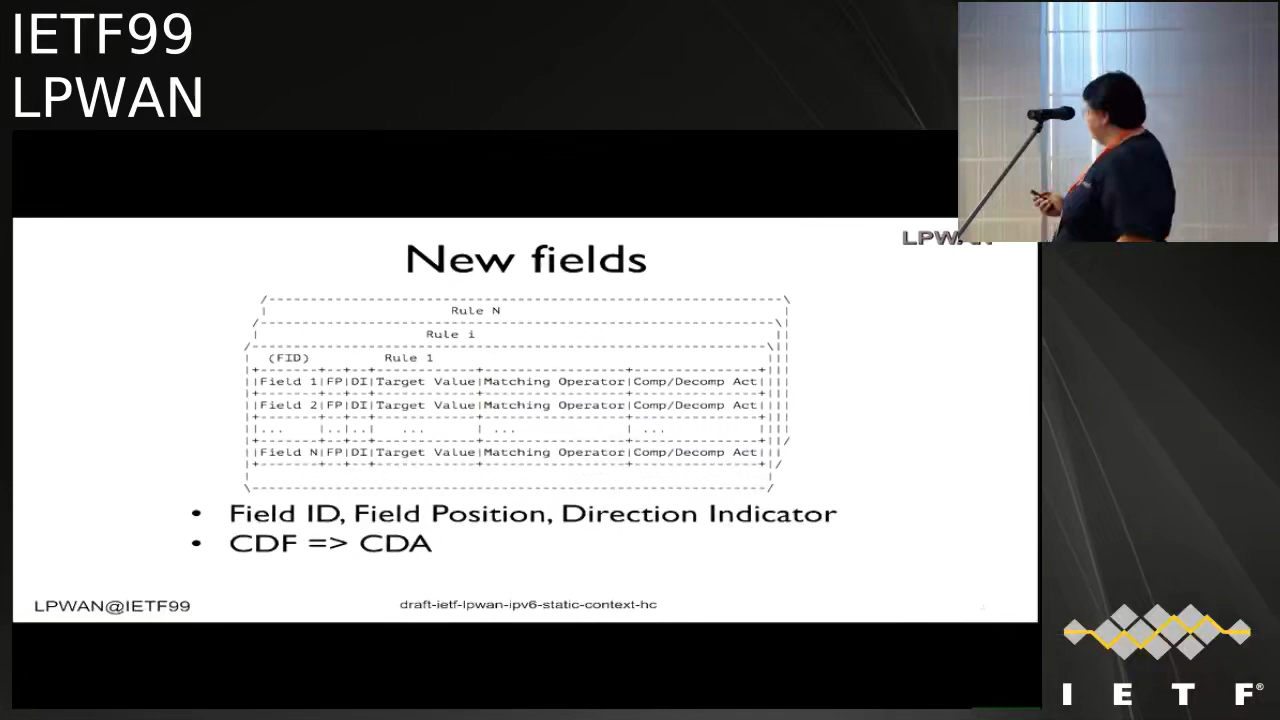 IETF99
LPWAN
LPWAN
New fields
Rule N
Rule i
(FID) Rule 1
|Field 1|FP|DI|Target Value|Matching Operator|Comp/Decomp Act|
|Field 2|FP|DI|Target Value|Matching Operator|Comp/Decomp Act|
|... |..|..| ... | ... | ... |
|Field N|FP|DI|Target Value|Matching Operator|Comp/Decomp Act|
• Field ID, Field Position, Direction Indicator
• CDF => CDA
LPWAN@IETF99
draft-ietf-lpwan-ipv6-static-context-hc
I E T F®